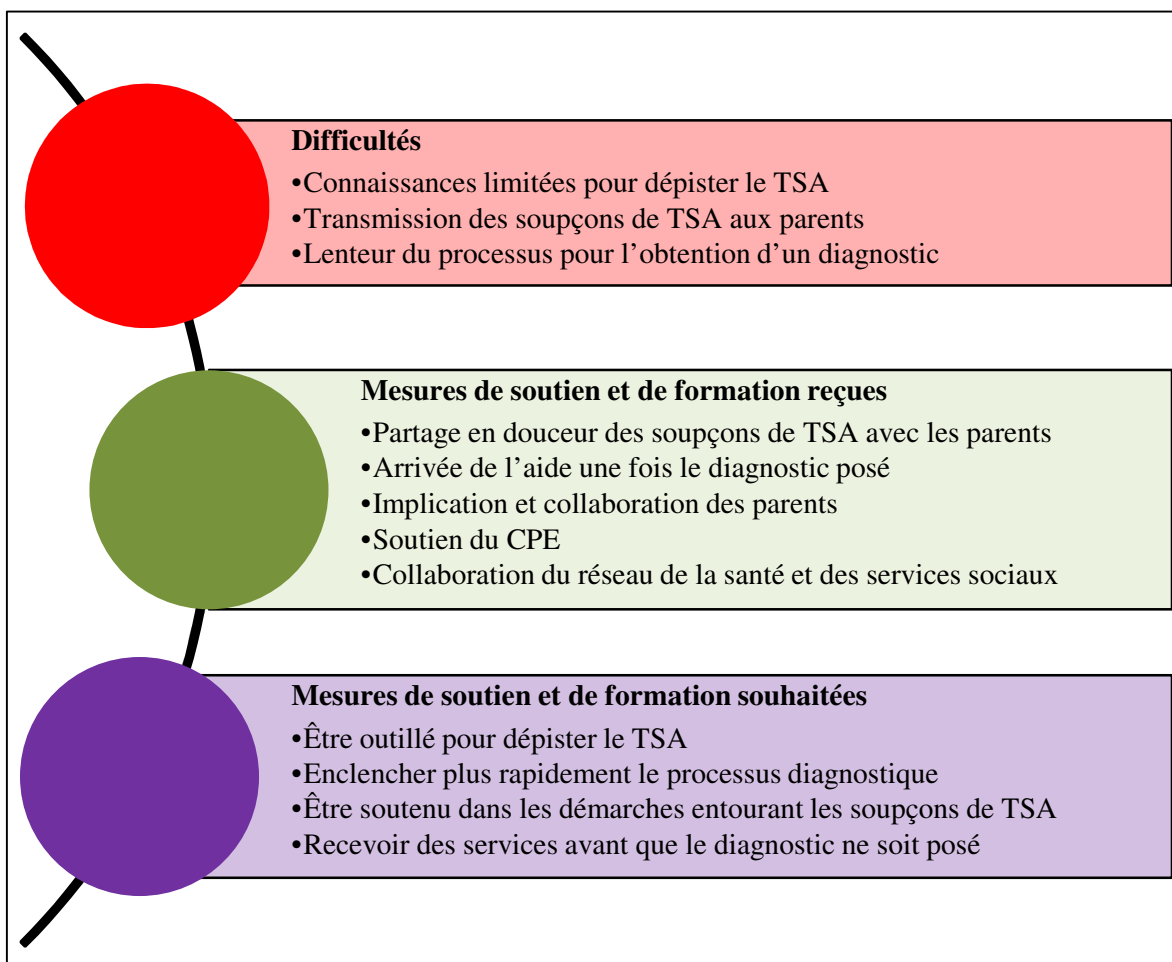 Difficultés
•Connaissances limitées pour dépister le TSA
•Transmission des soupçons de TSA aux parents
•Lenteur du processus pour l’obtention d’un diagnostic
Mesures de soutien et de formation reçues
•Partage en douceur des soupçons de TSA avec les parents
•Arrivée de l’aide une fois le diagnostic posé
•Implication et collaboration des parents
•Soutien du CPE
•Collaboration du réseau de la santé et des services sociaux
Mesures de soutien et de formation souhaitées
•Être outillé pour dépister le TSA
•Enclencher plus rapidement le processus diagnostique
•Être soutenu dans les démarches entourant les soupçons de TSA
•Recevoir des services avant que le diagnostic ne soit posé